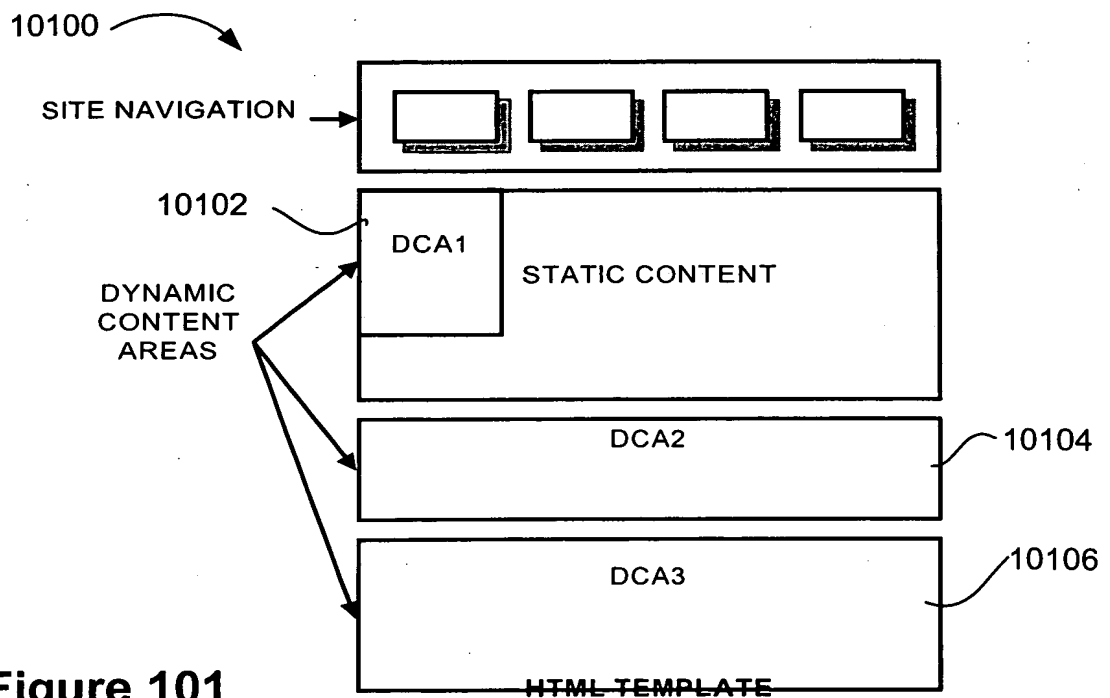 10100
SITE NAVIGATION
10102
DCA1
STATIC CONTENT
DYNAMIC
CONTENT
AREAS
DCA2
10104
DCA3
10106
Figure 101
HTML TEMPLATE